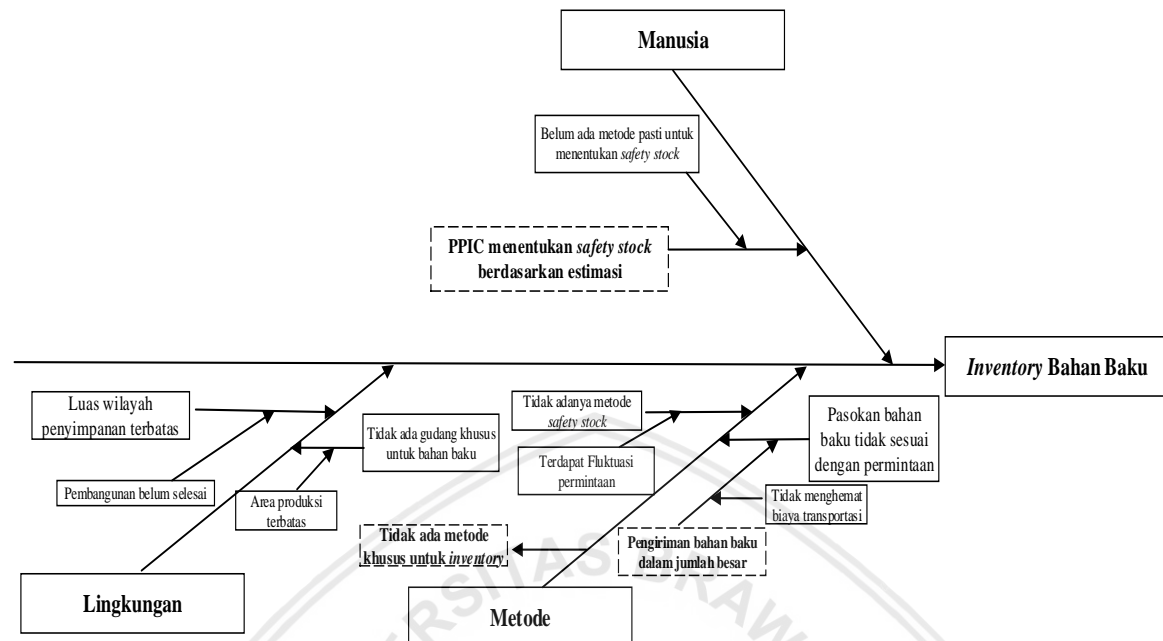 Manusia
Belum ada metode pasti untuk
menentukan safety stock
PPIC menentukan safety stock
berdasarkan estimasi
Inventory Bahan Baku
Luas wilayah
penyimpanan terbatas
Tidak ada gudang khusus
untuk bahan baku
Pembangunan belum selesai
Area produksi
terbatas
Lingkungan
Tidak adanya metode
safety stock
Terdapat Fluktuasi
permintaan
Pasokan bahan
baku tidak sesuai
dengan permintaan
Tidak menghemat
biaya transportasi
Tidak ada metode
khusus untuk inventory
Pengiriman bahan baku
dalam jumlah besar
Metode
ERSITAS BRAW